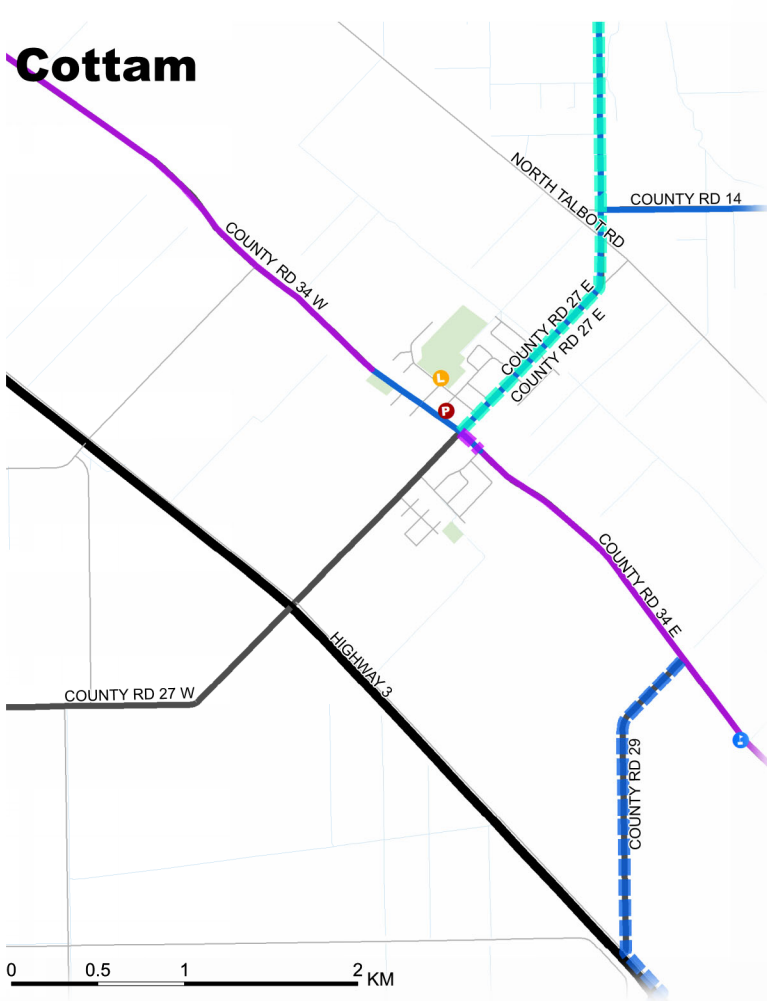 Cottam
NORTH TALBOT RD
COUNTY RD 14
COUNTY RD 34 W
COUNTY RD 27 E
COUNTY RD 27 E
L
P
COUNTY RD 34 E
HIGHWAY 3
COUNTY RD 27 W
COUNTY RD 29
0 0.5 1 2 KM